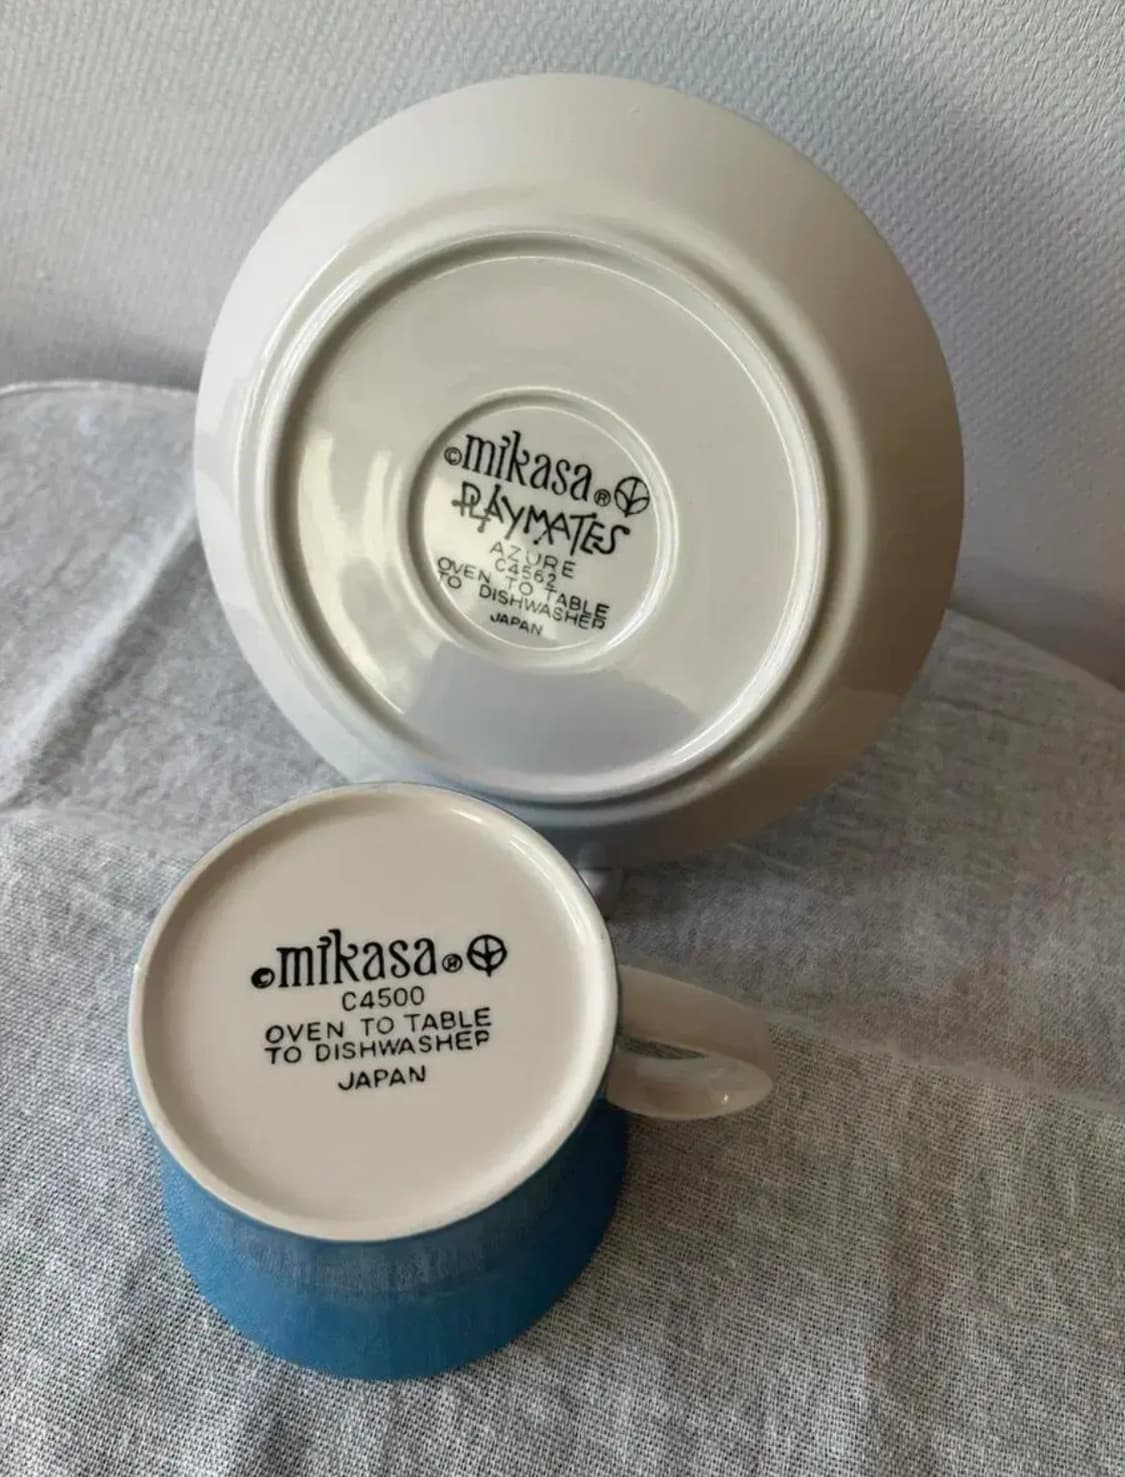 ©mikasa®
PLAYMATES
AZURE
C4562
OVEN TO TABLE
TO DISHWASHER
JAPAN
©mikasa®
C4500
OVEN TO TABLE
TO DISHWASHER
JAPAN